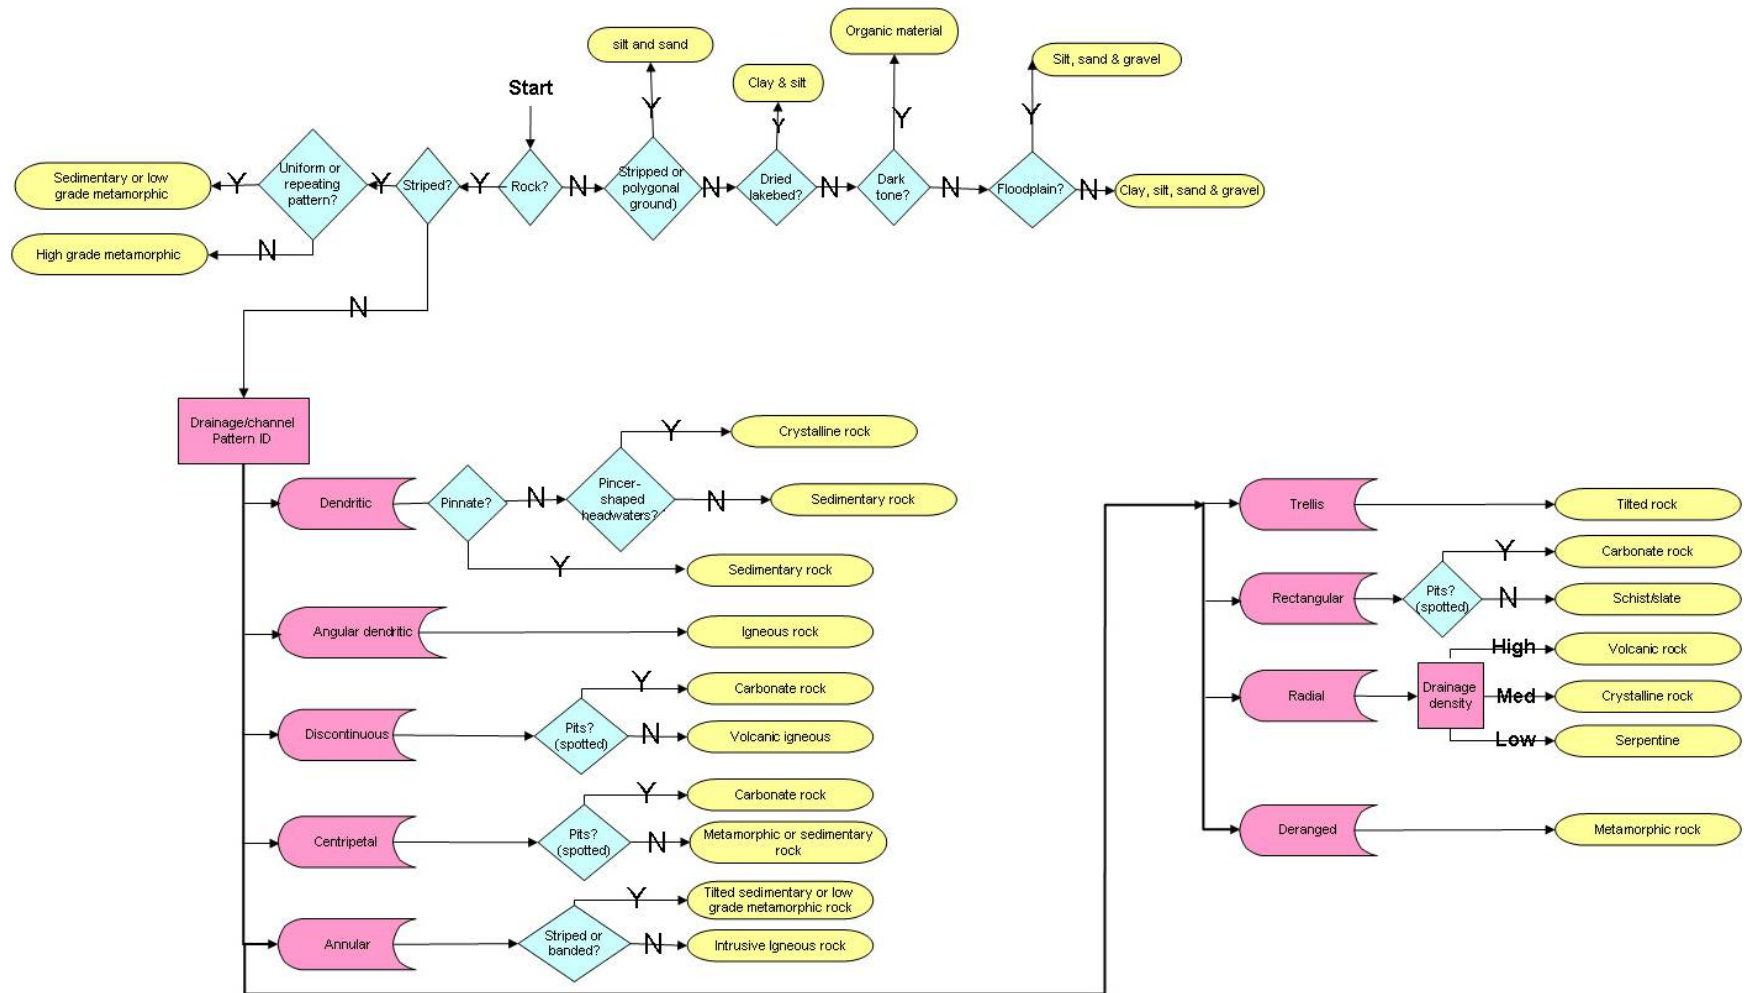 Organic material
silt and sand
Silt, sand & gravel
Start
Clay & silt
Y
Y
Y
Y
Sedimentary or low
grade metamorphic
Y
Uniform or
repeating
pattern?
Y
Striped?
Y
Rock?
N
Stripped or
polygonal
ground)
N
Dried
lakebed?
N
Dark
tone?
N
Floodplain?
N
Clay, silt, sand & gravel
High grade metamorphic
N
N
Drainage/channel
Pattern ID
Y
Crystalline rock
Dendritic
Pinnate?
N
Pincer-
shaped
headwaters?
N
Sedimentary rock
Y
Sedimentary rock
Angular dendritic
Igneous rock
Y
Carbonate rock
Discontinuous
Pits?
(spotted)
N
Volcanic igneous
Y
Carbonate rock
Centripetal
Pits?
(spotted)
N
Metamorphic or sedimentary
rock
Y
Tilted sedimentary or low
grade metamorphic rock
Annular
Striped or
banded?
N
Intrusive Igneous rock
Trellis
Tilted rock
Y
Carbonate rock
Rectangular
Pits?
(spotted)
N
Schist/slate
High
Volcanic rock
Radial
Drainage
density
Med
Crystalline rock
Low
Serpentine
Deranged
Metamorphic rock